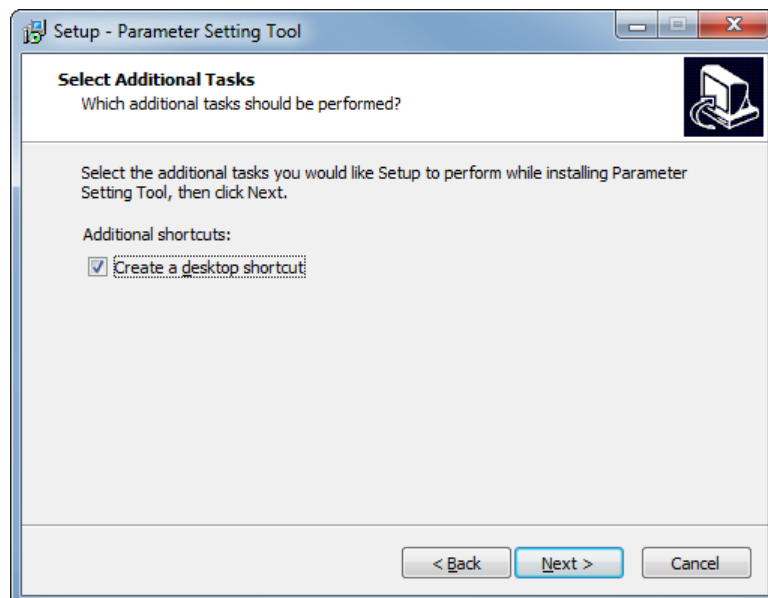 Setup - Parameter Setting Tool
Select Additional Tasks
Which additional tasks should be performed?
Select the additional tasks you would like Setup to perform while installing Parameter
Setting Tool, then click Next.
Additional shortcuts:
Create a desktop shortcut
< Back Next > Cancel